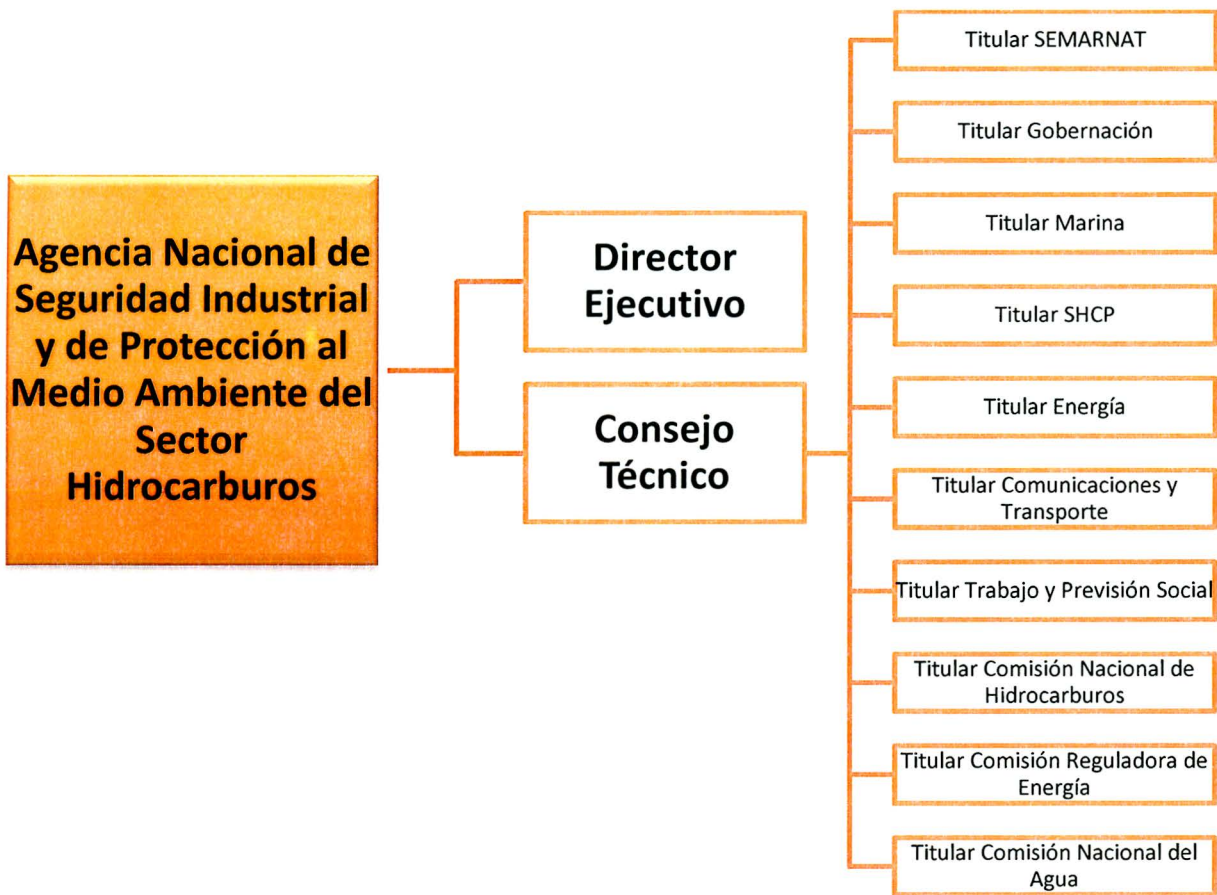 Agencia Nacional de
Seguridad Industrial
y de Protección al
Medio Ambiente del
Sector
Hidrocarburos
Director
Ejecutivo
Consejo
Técnico
Titular SEMARNAT
Titular Gobernación
Titular Marina
Titular SHCP
Titular Energía
Titular Comunicaciones y
Transporte
Titular Trabajo y Previsión Social
Titular Comisión Nacional de
Hidrocarburos
Titular Comisión Reguladora de
Energía
Titular Comisión Nacional del
Agua